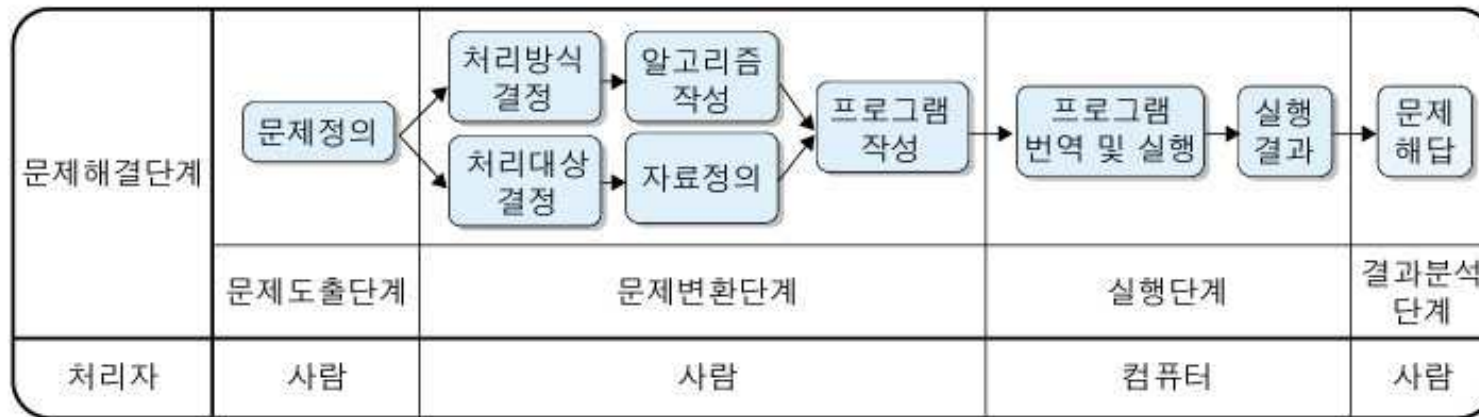 문제해결단계
문제정의
처리방식
결정
알고리즘
작성
처리대상
결정
자료정의
프로그램
작성
프로그램
번역 및 실행
실행
결과
문제
해답
문제도출단계
문제변환단계
실행단계
결과분석
단계
처리자
사람
사람
컴퓨터
사람